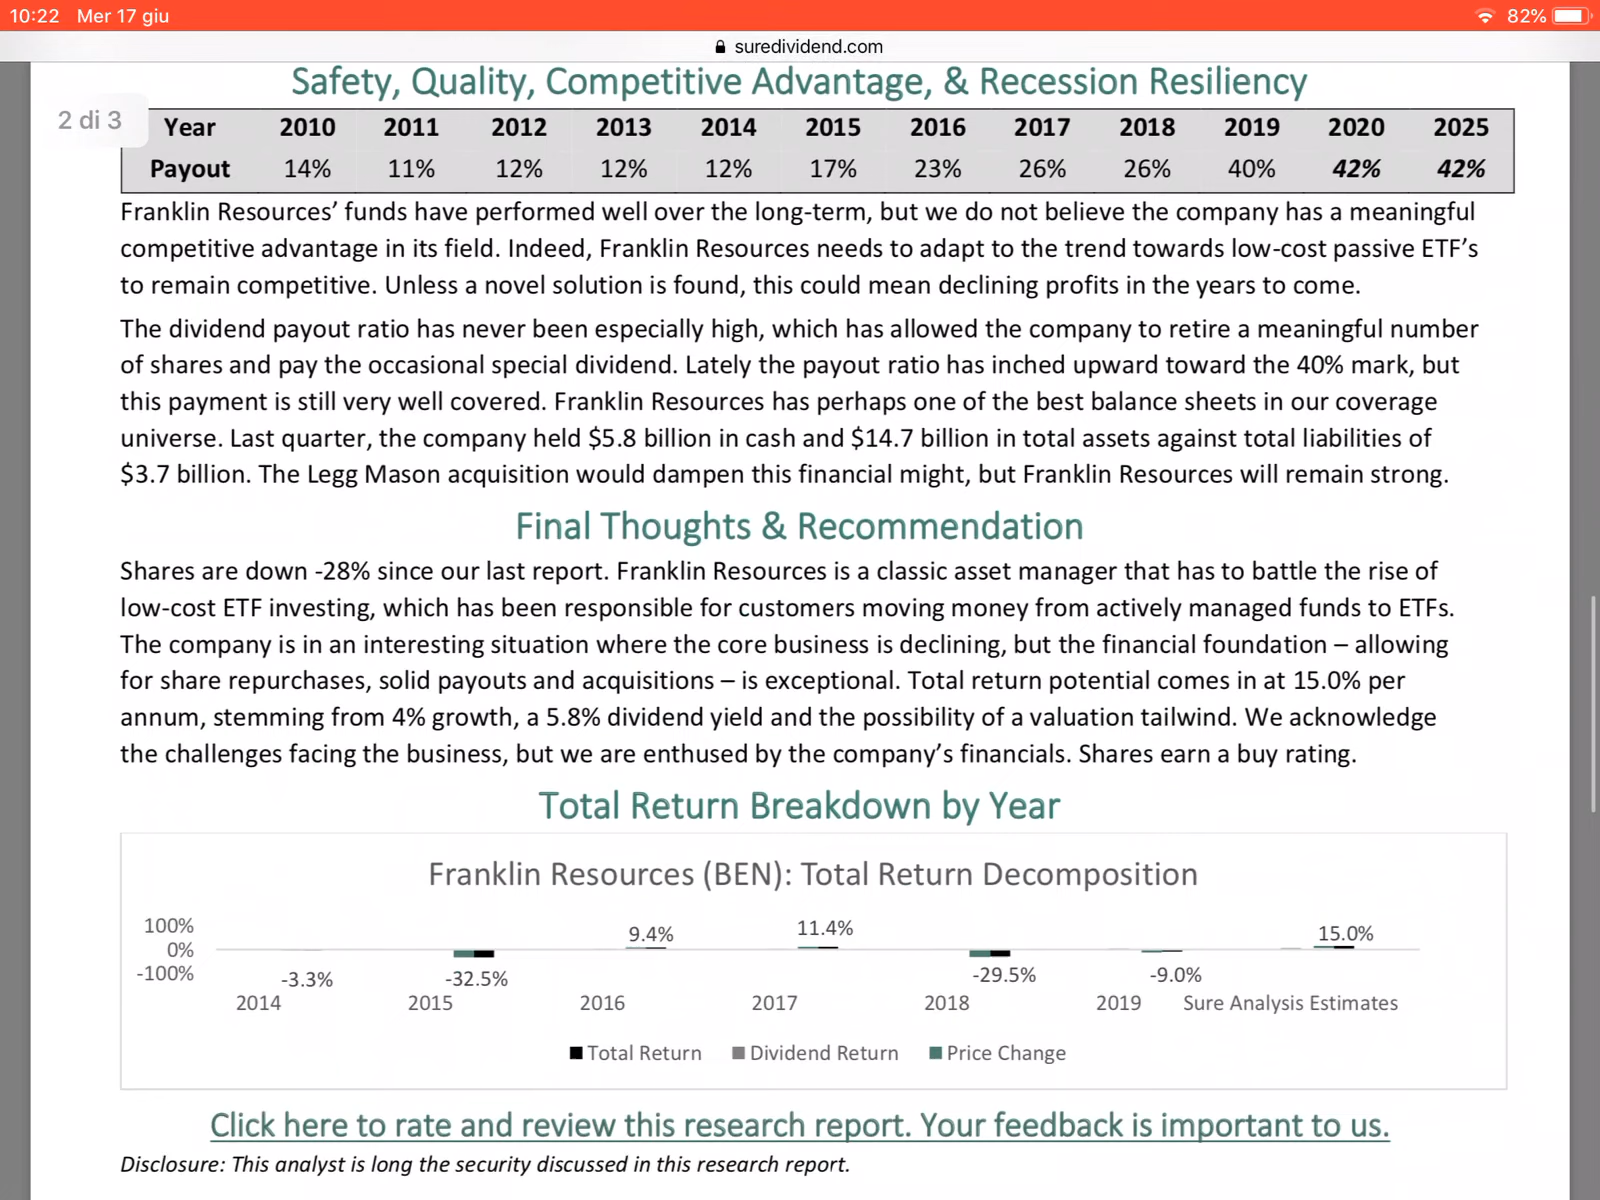 10:22 Mer 17 giu 82%
suredividend.com
Safety, Quality, Competitive Advantage, & Recession Resiliency
2 di 3
Year 2010 2011 2012 2013 2014 2015 2016 2017 2018 2019 2020 2025
Payout 14% 11% 12% 12% 12% 17% 23% 26% 26% 40% 42% 42%
Franklin Resources’ funds have performed well over the long-term, but we do not believe the company has a meaningful
competitive advantage in its field. Indeed, Franklin Resources needs to adapt to the trend towards low-cost passive ETF’s
to remain competitive. Unless a novel solution is found, this could mean declining profits in the years to come.
The dividend payout ratio has never been especially high, which has allowed the company to retire a meaningful number
of shares and pay the occasional special dividend. Lately the payout ratio has inched upward toward the 40% mark, but
this payment is still very well covered. Franklin Resources has perhaps one of the best balance sheets in our coverage
universe. Last quarter, the company held $5.8 billion in cash and $14.7 billion in total assets against total liabilities of
$3.7 billion. The Legg Mason acquisition would dampen this financial might, but Franklin Resources will remain strong.
Final Thoughts & Recommendation
Shares are down -28% since our last report. Franklin Resources is a classic asset manager that has to battle the rise of
low-cost ETF investing, which has been responsible for customers moving money from actively managed funds to ETFs.
The company is in an interesting situation where the core business is declining, but the financial foundation – allowing
for share repurchases, solid payouts and acquisitions – is exceptional. Total return potential comes in at 15.0% per
annum, stemming from 4% growth, a 5.8% dividend yield and the possibility of a valuation tailwind. We acknowledge
the challenges facing the business, but we are enthused by the company’s financials. Shares earn a buy rating.
Total Return Breakdown by Year
Franklin Resources (BEN): Total Return Decomposition
100%
0%
-100%
-3.3% -32.5% 9.4% 11.4% -29.5% -9.0% 15.0%
2014 2015 2016 2017 2018 2019 Sure Analysis Estimates
Total Return Dividend Return Price Change
Click here to rate and review this research report. Your feedback is important to us.
Disclosure: This analyst is long the security discussed in this research report.